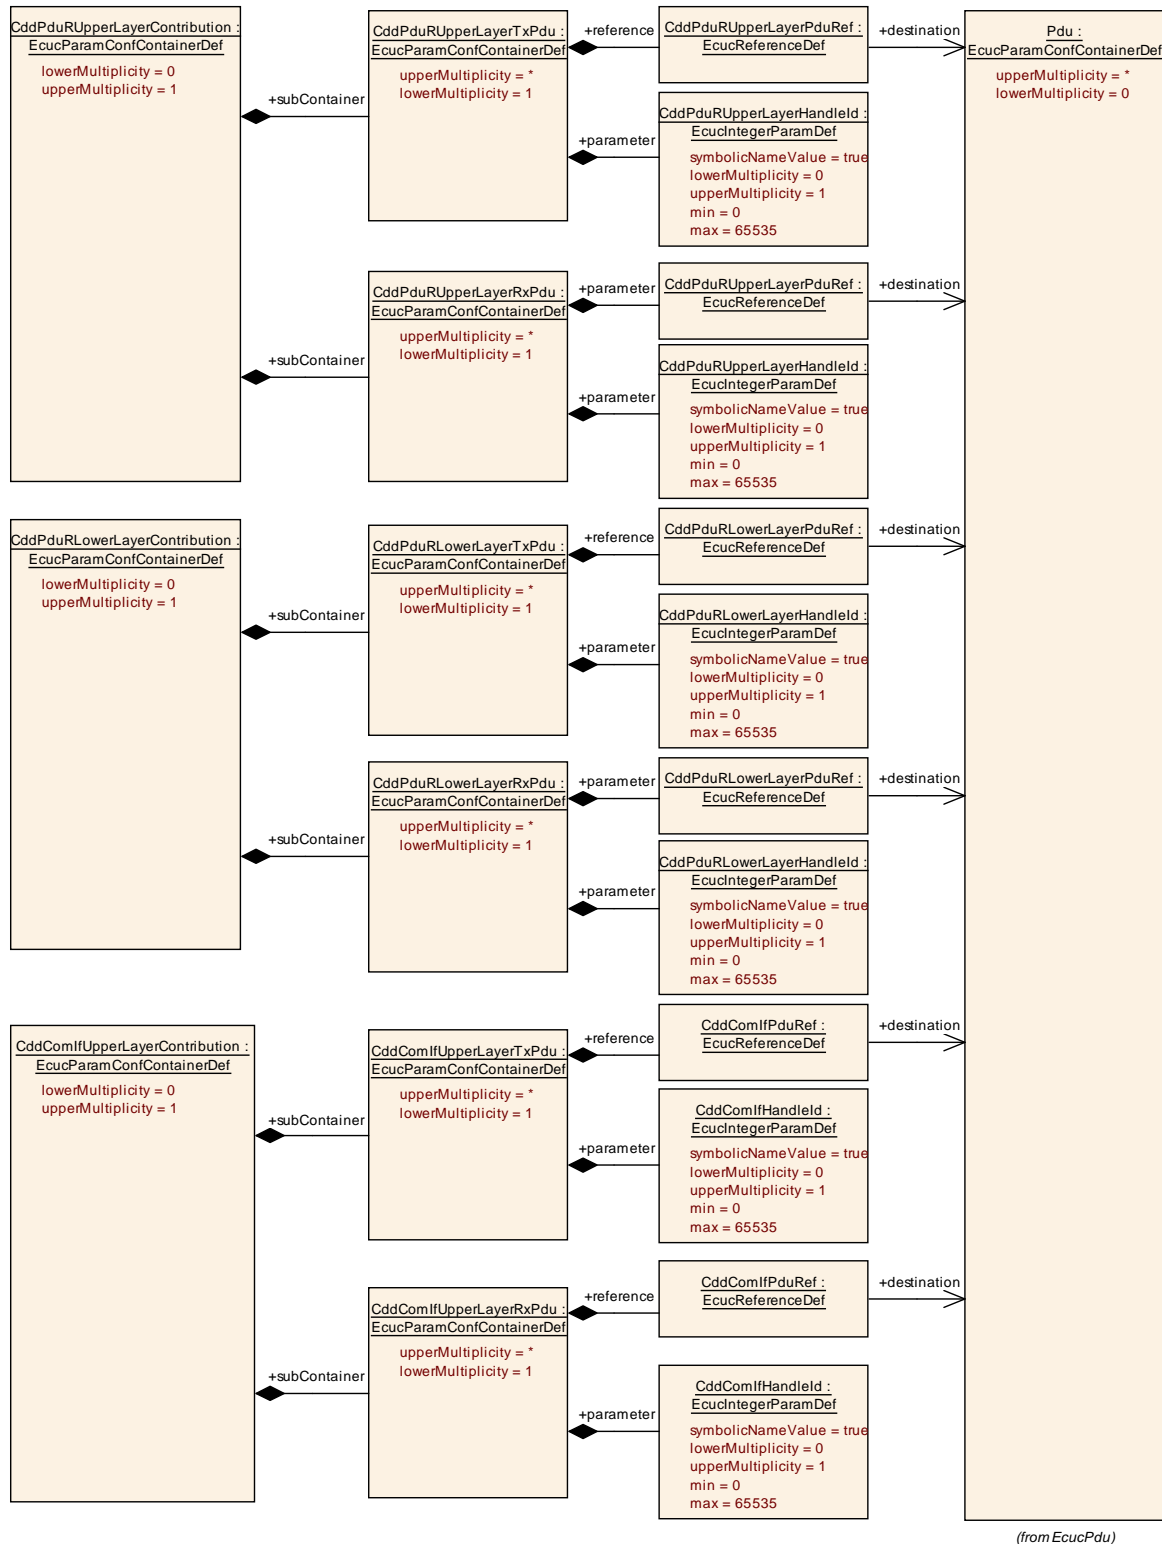 CddPduRUpperLayerContribution :
EcucParamConfContainerDef
lowerMultiplicity = 0
upperMultiplicity = 1
+subContainer
CddPduRUpperLayerTxPdu :
EcucParamConfContainerDef
upperMultiplicity = *
lowerMultiplicity = 1
+reference
CddPduRUpperLayerPduRef :
EcucReferenceDef
+destination
Pdu :
EcucParamConfContainerDef
upperMultiplicity = *
lowerMultiplicity = 0
+parameter
CddPduRUpperLayerHandleId :
EcucIntegerParamDef
symbolicNameValue = true
lowerMultiplicity = 0
upperMultiplicity = 1
min = 0
max = 65535
+subContainer
CddPduRUpperLayerRxPdu :
EcucParamConfContainerDef
upperMultiplicity = *
lowerMultiplicity = 1
+parameter
CddPduRUpperLayerPduRef :
EcucReferenceDef
+destination
+parameter
CddPduRUpperLayerHandleId :
EcucIntegerParamDef
symbolicNameValue = true
lowerMultiplicity = 0
upperMultiplicity = 1
min = 0
max = 65535
CddPduRLowerLayerContribution :
EcucParamConfContainerDef
lowerMultiplicity = 0
upperMultiplicity = 1
+subContainer
CddPduRLowerLayerTxPdu :
EcucParamConfContainerDef
upperMultiplicity = *
lowerMultiplicity = 1
+reference
CddPduRLowerLayerPduRef :
EcucReferenceDef
+destination
+parameter
CddPduRLowerLayerHandleId :
EcucIntegerParamDef
symbolicNameValue = true
lowerMultiplicity = 0
upperMultiplicity = 1
min = 0
max = 65535
+subContainer
CddPduRLowerLayerRxPdu :
EcucParamConfContainerDef
upperMultiplicity = *
lowerMultiplicity = 1
+parameter
CddPduRLowerLayerPduRef :
EcucReferenceDef
+destination
+parameter
CddPduRLowerLayerHandleId :
EcucIntegerParamDef
symbolicNameValue = true
lowerMultiplicity = 0
upperMultiplicity = 1
min = 0
max = 65535
CddComIfUpperLayerContribution :
EcucParamConfContainerDef
lowerMultiplicity = 0
upperMultiplicity = 1
+subContainer
CddComIfUpperLayerTxPdu :
EcucParamConfContainerDef
upperMultiplicity = *
lowerMultiplicity = 1
+reference
CddComIfPduRef :
EcucReferenceDef
+destination
+parameter
CddComIfHandleId :
EcucIntegerParamDef
symbolicNameValue = true
lowerMultiplicity = 0
upperMultiplicity = 1
min = 0
max = 65535
+subContainer
CddComIfUpperLayerRxPdu :
EcucParamConfContainerDef
upperMultiplicity = *
lowerMultiplicity = 1
+reference
CddComIfPduRef :
EcucReferenceDef
+destination
+parameter
CddComIfHandleId :
EcucIntegerParamDef
symbolicNameValue = true
lowerMultiplicity = 0
upperMultiplicity = 1
min = 0
max = 65535
(from EcucPdu)